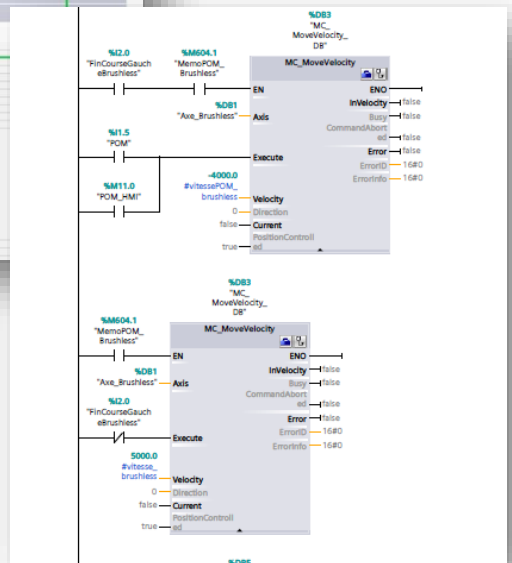 %DB3
"MC_
MoveVelocity_
DB"
%I2.0
"FinCourseGauch
eBrushless"
%M604.1
"MemoPOM_
Brushless"
MC_MoveVelocity
EN
ENO
InVelocity
false
%DB1
"Axe_Brushless"
Axis
Busy
false
CommandAbort
ed
false
%I1.5
"POM"
Execute
Error
false
ErrorID
16#0
ErrorInfo
16#0
%M11.0
"POM_HMI"
-4000.0
#vitessePOM_
brushless
Velocity
0
Direction
false
Current
PositionControll
true
ed
%DB3
"MC_
MoveVelocity_
DB"
%M604.1
"MemoPOM_
Brushless"
MC_MoveVelocity
EN
ENO
InVelocity
false
%DB1
"Axe_Brushless"
Axis
Busy
false
CommandAbort
ed
false
%I2.0
"FinCourseGauch
eBrushless"
Execute
Error
false
ErrorID
16#0
ErrorInfo
16#0
5000.0
#vitesse_
brushless
Velocity
0
Direction
false
Current
PositionControll
true
ed